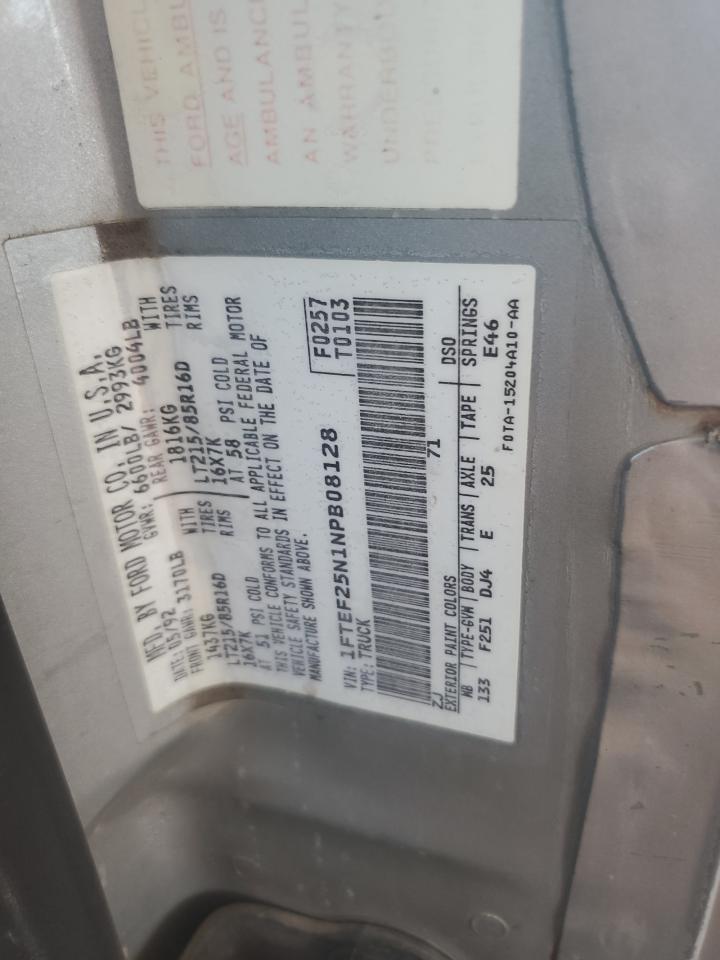 THIS VEHICL
FORD AMBU
AGE AND IS
AMBULANC
AN AMBUL
WARRANTY
UNDERBODY
MFD. BY FORD MOTOR CO. IN U.S.A.
DATE: 05/92 GVWR: 6600LB/ 2993KG
FRONT GAWR: 3170LB REAR GAWR: 4004LB
1437KG WITH 1816KG WITH
LT215/85R16D TIRES LT215/85R16D TIRES
16X7K RIMS 16X7K RIMS
AT 51 PSI COLD AT 58 PSI COLD
THIS VEHICLE CONFORMS TO ALL APPLICABLE FEDERAL MOTOR
VEHICLE SAFETY STANDARDS IN EFFECT ON THE DATE OF
MANUFACTURE SHOWN ABOVE.
F0257
VIN: 1FTEF25N1NPB08128
T0103
TYPE: TRUCK
ZJ 71
EXTERIOR PAINT COLORS DSO
WB TYPE-GVW BODY TRANS AXLE TAPE SPRINGS
133 F251 DJ4 E 25 E46
F0TA-15204A10-AA